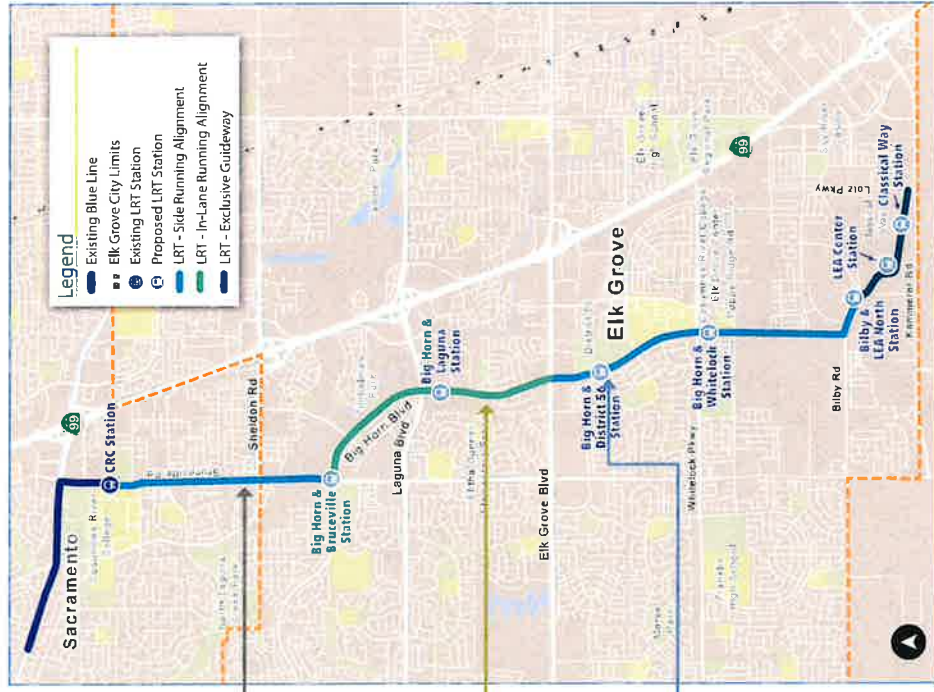 Legend
Existing Blue Line
Elk Grove City Limits
Existing LRT Station
Proposed LRT Station
LRT - Side Running Alignment
LRT - In-Lane Running Alignment
LRT - Exclusive Guideway
Sacramento
99
CRC Station
Sheldon Rd
Big Horn &
Bruceville
Station
Big Horn Blvd
Laguna Blvd
Big Horn &
Laguna
Station
Elk Grove Blvd
Big Horn &
District 56
Station
Elk Grove
99
Whitelock Pkwy
Big Horn &
Whitelock
Station
Bilby Rd
Bilby &
LEA North
Station
LEA Center
Station
Classical Way
Station
Lotz Pkwy
Kammerer Rd